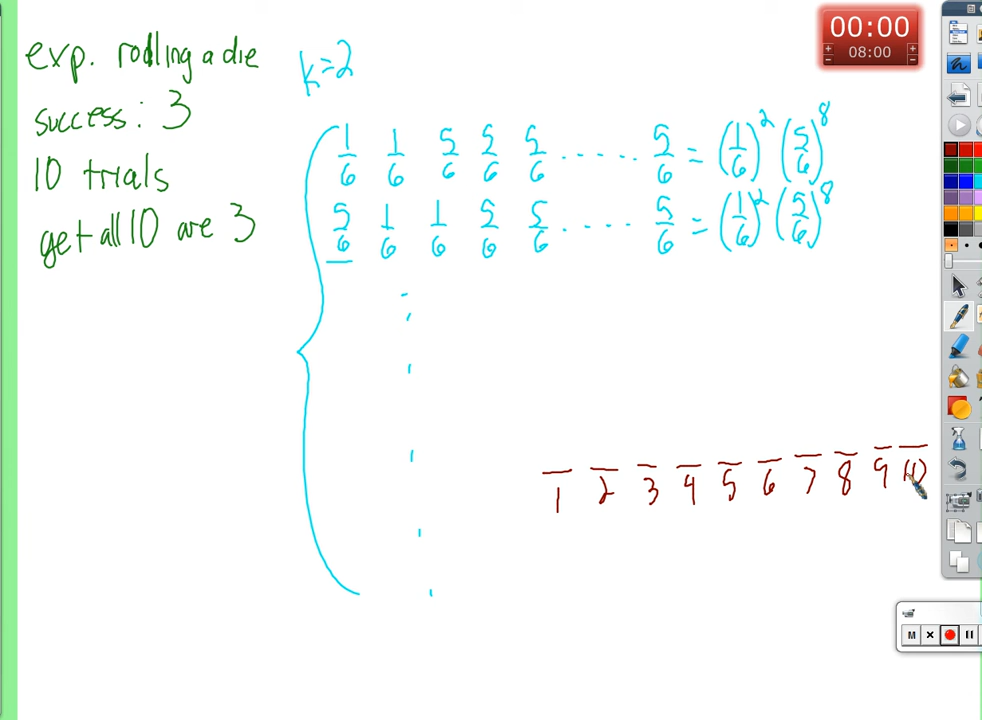 exp. rolling a die
success: 3
10 trials
get all 10 are 3
k=2
1/6 1/6 5/6 5/6 5/6 ...... 5/6 = (1/6)^2 (5/6)^8
5/6 1/6 1/6 5/6 5/6 ..... 5/6 = (1/6)^2 (5/6)^8
1 2 3 4 5 6 7 8 9 10
00:00
08:00
M